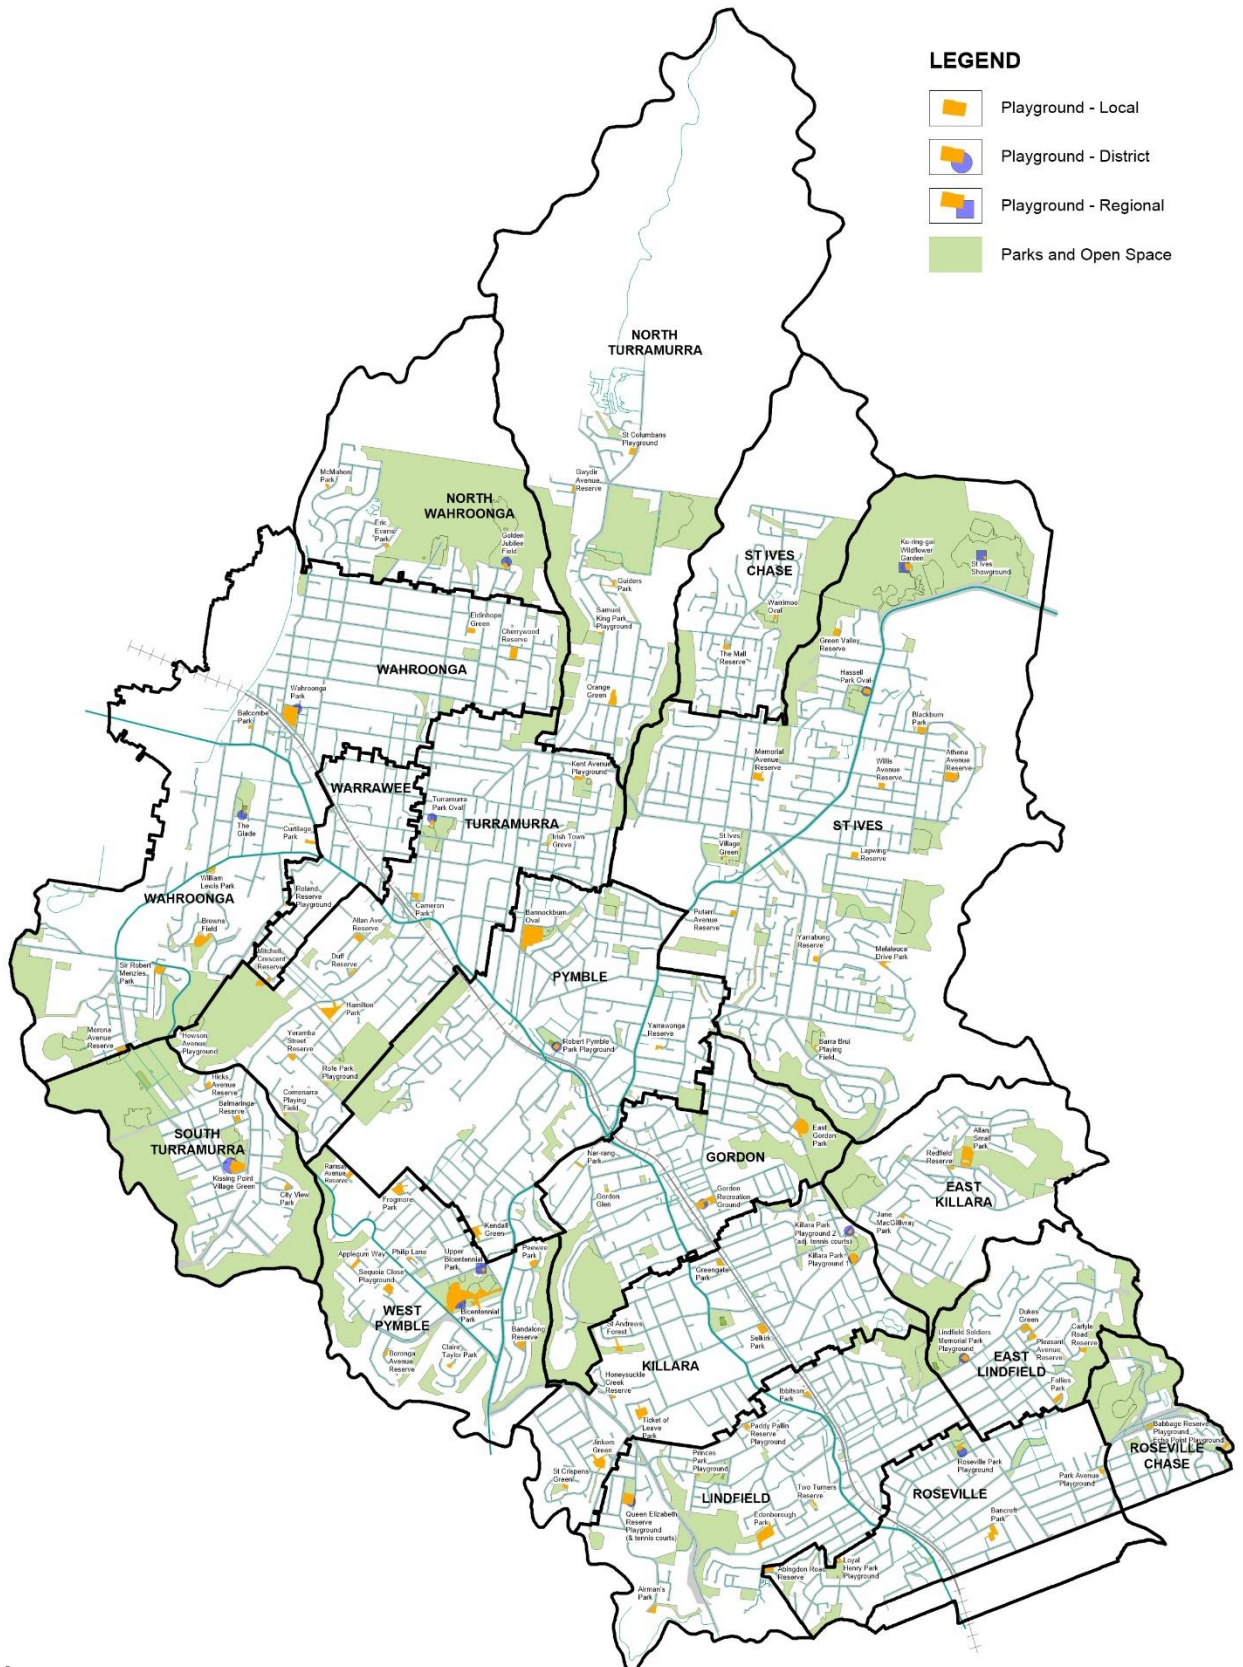 LEGEND
Playground - Local
Playground - District
Playground - Regional
Parks and Open Space
NORTH
TURRAMURRA
St Columbans
Playground
Gwydir
Avenue
Reserve
McMahon
Park
NORTH
WAHROONGA
Eric
Evans
Park
Golden
Jubilee
Field
ST IVES
CHASE
Ku-ring-gai
Wildflower
Garden
St Ives
Showground
Guidors
Park
Samuel
King Park
Playground
Warrimoo
Oval
Eldinhope
Green
Cherrywood
Reserve
Green Valley
Reserve
The Mall
Reserve
WAHROONGA
Hassell
Park Oval
Wahroonga
Park
Orange
Green
Balcombe
Park
Blackburn
Park
Memorial
Avenue
Reserve
Athena
Avenue
Reserve
Willis
Avenue
Reserve
Kent Avenue
Playground
WARRAWEE
Turramurra
Park Oval
TURRAMURRA
ST IVES
The
Glade
Curtilage
Park
Irish Town
Grove
St Ives
Village
Green
Lapwing
Reserve
William
Lewis Park
WAHROONGA
Roland
Reserve
Playground
Cameron
Park
Bannockburn
Oval
Putarri
Avenue
Reserve
Allan Ave
Reserve
Browns
Field
Yarrabung
Reserve
Melaleuca
Drive Park
Mitchell
Crescent
Reserve
Duff
Reserve
Sir Robert
Menzies
Park
PYMBLE
Hamilton
Park
Merona
Avenue
Reserve
Howson
Avenue
Playground
Yeramba
Street
Reserve
Robert Pymble
Park Playground
Yarrawonga
Reserve
Barra Brui
Playing
Field
Rofe Park
Playground
Hicks
Avenue
Reserve
Comenarra
Playing
Field
Balmaringa
Reserve
SOUTH
TURRAMURRA
East
Gordon
Park
Allan
Small
Park
Redfield
Reserve
Kissing Point
Village Green
Ramsay
Avenue
Reserve
Nar-rang
Park
GORDON
EAST
KILLARA
City View
Park
Frogmore
Park
Gordon
Glen
Gordon
Recreation
Ground
Jane
MacGillivray
Park
Kendall
Green
Killara Park
Playground 2
(adj. tennis courts)
Killara Park
Playground 1
Applegum Way
Philip Lane
Upper
Bicentennial
Park
Peewee
Park
Greengate
Park
Sequoia Close
Playground
WEST
PYMBLE
Bicentennial
Park
Bandalong
Reserve
St Andrews
Forest
Selkirk
Park
Boronga
Avenue
Reserve
Claire
Taylor Park
KILLARA
Dukes
Green
Lindfield Soldiers
Memorial Park
Playground
Carlyle
Road
Reserve
Pleasant
Avenue
Reserve
EAST
LINDFIELD
Follies
Park
Honeysuckle
Creek
Reserve
Ibbitson
Park
Ticket of
Leave
Park
Paddy Pallin
Reserve
Playground
Babbage Reserve
Playground
Echo Point Playground
ROSEVILLE
CHASE
Jinkers
Green
Princes
Park
Playground
St Crispens
Green
Roseville Park
Playground
Park Avenue
Playground
LINDFIELD
Two Turners
Reserve
ROSEVILLE
Queen Elizabeth
Reserve
Playground
(& tennis courts)
Edenborough
Park
Bancroft
Park
Abingdon Road
Reserve
Loyal
Henry Park
Playground
Airman's
Park